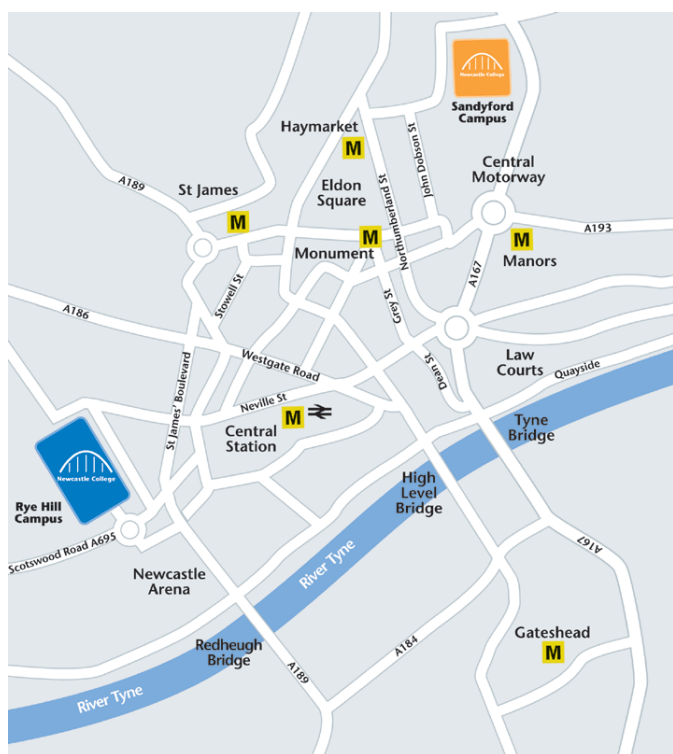 Newcastle College
Sandyford
Campus
Haymarket
M
John Dobson St
Central
Motorway
A189
St James
M
Eldon
Square
Northumberland St
M
Monument
M
Manors
A193
A167
Stowell St
Grey St
A186
Westgate Road
Dean St
Law
Courts
Quayside
St James' Boulevard
Neville St
M
Central
Station
Tyne
Bridge
Newcastle College
Rye Hill
Campus
High
Level
Bridge
Scotswood Road A695
Newcastle
Arena
River Tyne
A167
Redheugh
Bridge
A189
A184
Gateshead
M
River Tyne